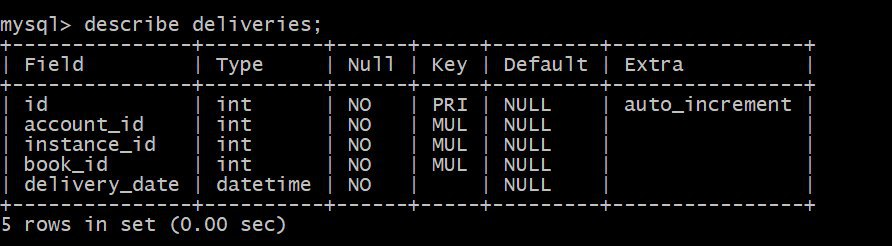 mysql> describe deliveries;
+---------------+----------+------+-----+---------+----------------+
| Field         | Type     | Null | Key | Default | Extra          |
+---------------+----------+------+-----+---------+----------------+
| id            | int      | NO   | PRI | NULL    | auto_increment |
| account_id    | int      | NO   | MUL | NULL    |                |
| instance_id   | int      | NO   | MUL | NULL    |                |
| book_id       | int      | NO   | MUL | NULL    |                |
| delivery_date | datetime | NO   |     | NULL    |                |
+---------------+----------+------+-----+---------+----------------+
5 rows in set (0.00 sec)